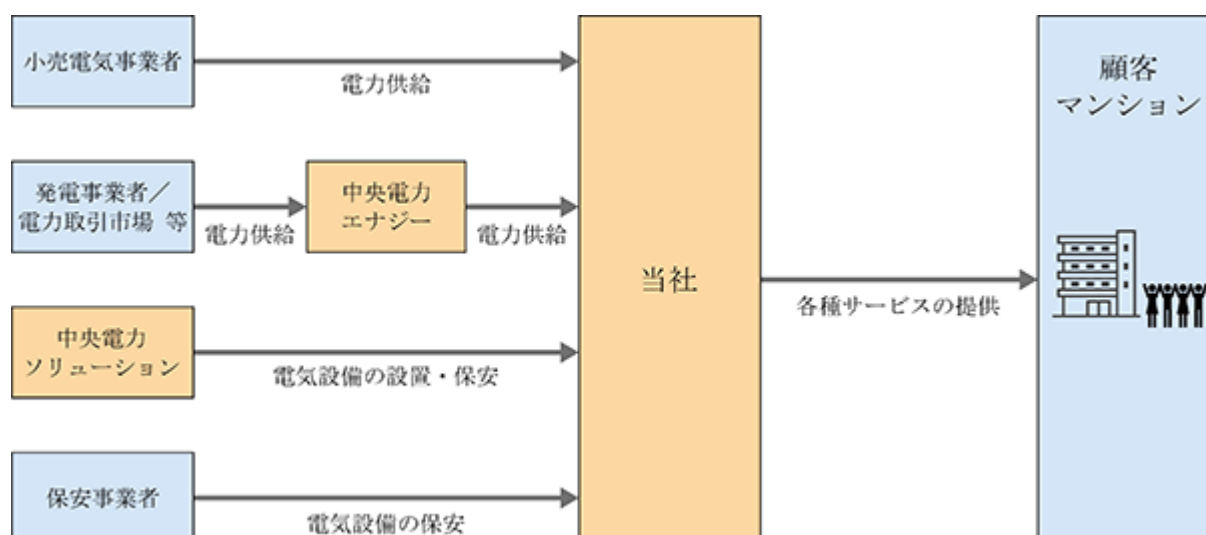 小売電気事業者
電力供給
発電事業者／
電力取引市場 等
電力供給
中央電力
エナジー
電力供給
中央電力
ソリューション
電気設備の設置・保安
保安事業者
電気設備の保安
当社
各種サービスの提供
顧客
マンション